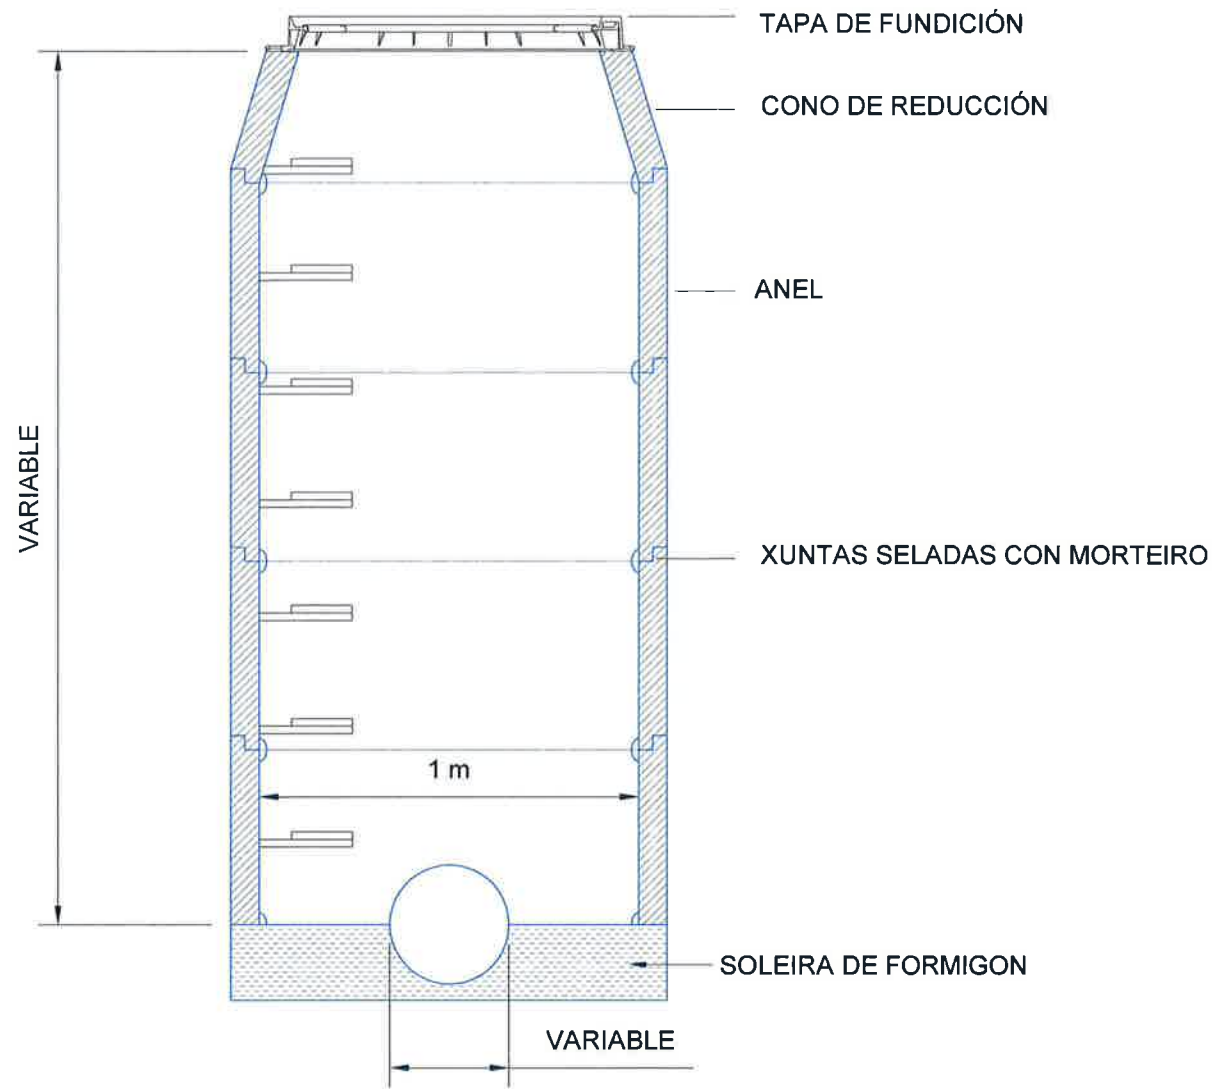 TAPA DE FUNDICIÓN
CONO DE REDUCCIÓN
ANEL
VARIABLE
XUNTAS SELADAS CON MORTEIRO
1 m
SOLEIRA DE FORMIGON
VARIABLE